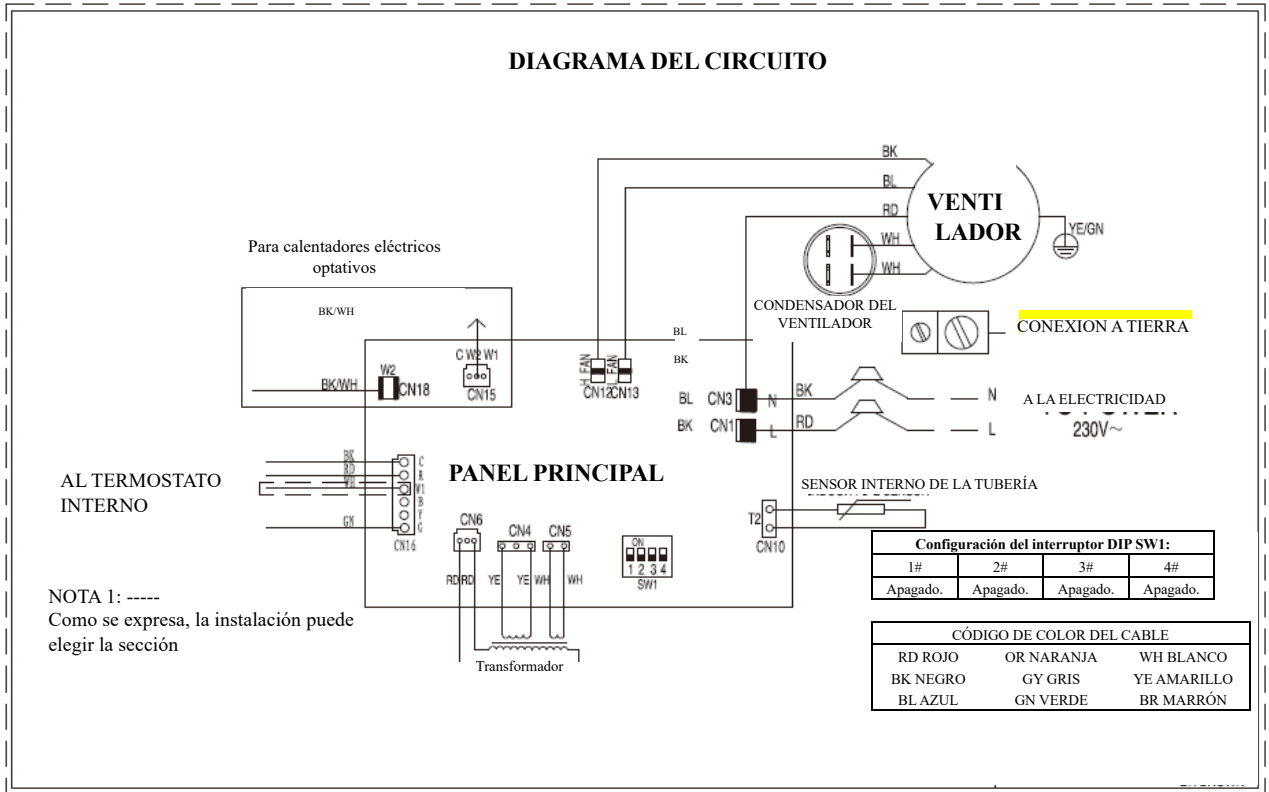 DIAGRAMA DEL CIRCUITO
BK
BL
RD
WH
WH
VENTI
LADOR
YE/GN
Para calentadores eléctricos
optativos
BK/WH
C W2 W1
CN15
W2
BK/WH
CN18
CONDENSADOR DEL
VENTILADOR
CONEXION A TIERRA
BL
BK
H FAN
L FAN
CN12
CN13
BL CN3 N BK
N
BK CN1 L RD
L
A LA ELECTRICIDAD
230V~
AL TERMOSTATO
INTERNO
BK
RD
WH
GN
C
R
W1
B
Y
G
CN16
PANEL PRINCIPAL
SENSOR INTERNO DE LA TUBERÍA
T2
CN10
CN6
CN4
CN5
RD RD YE YE WH WH
ON
1 2 3 4
SW1
Transformador
NOTA 1: -----
Como se expresa, la instalación puede
elegir la sección
Configuración del interruptor DIP SW1:
1# 2# 3# 4#
Apagado. Apagado. Apagado. Apagado.
CÓDIGO DE COLOR DEL CABLE
RD ROJO OR NARANJA WH BLANCO
BK NEGRO GY GRIS YE AMARILLO
BL AZUL GN VERDE BR MARRÓN